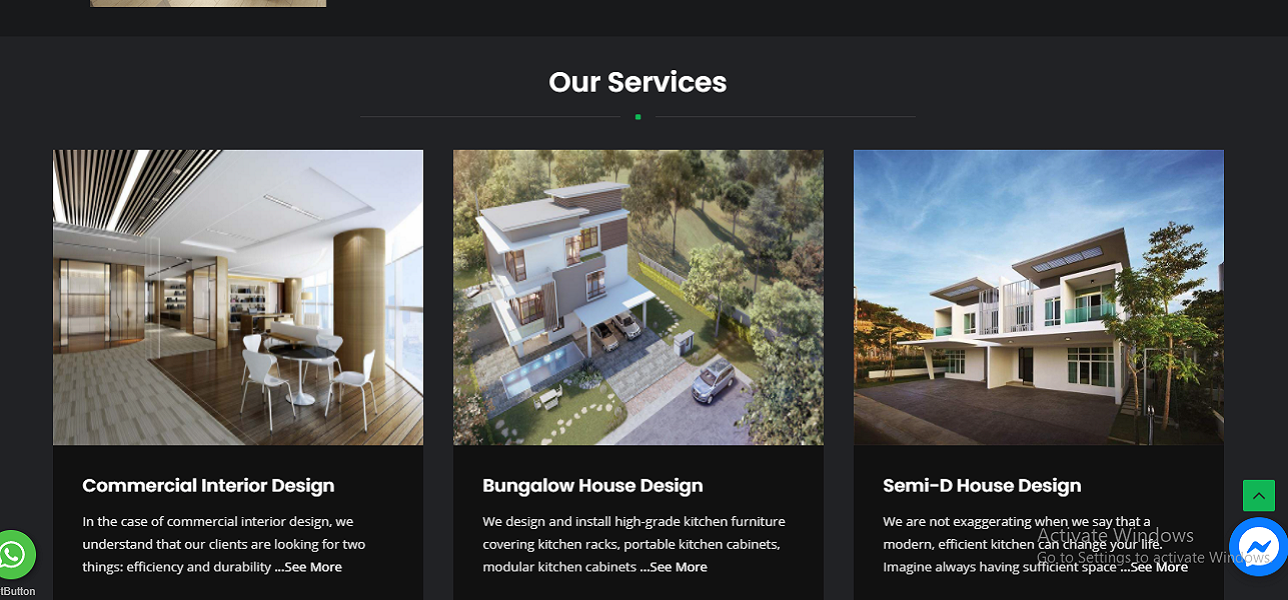 Our Services
Commercial Interior Design
In the case of commercial interior design, we
understand that our clients are looking for two
things: efficiency and durability ...See More
Bungalow House Design
We design and install high-grade kitchen furniture
covering kitchen racks, portable kitchen cabinets,
modular kitchen cabinets ...See More
Semi-D House Design
We are not exaggerating when we say that a
modern, efficient kitchen can change your life.
Imagine always having sufficient space ...See More
Activate Windows
Go to Settings to activate Windows.
tButton